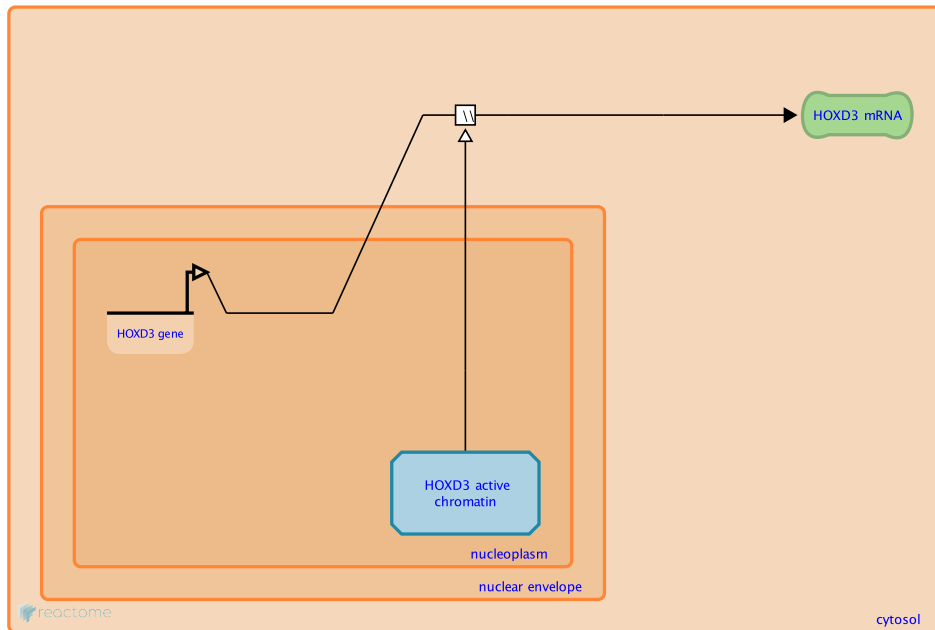 \\
HOXD3 mRNA
HOXD3 gene
HOXD3 active
chromatin
nucleoplasm
nuclear envelope
reactome
cytosol